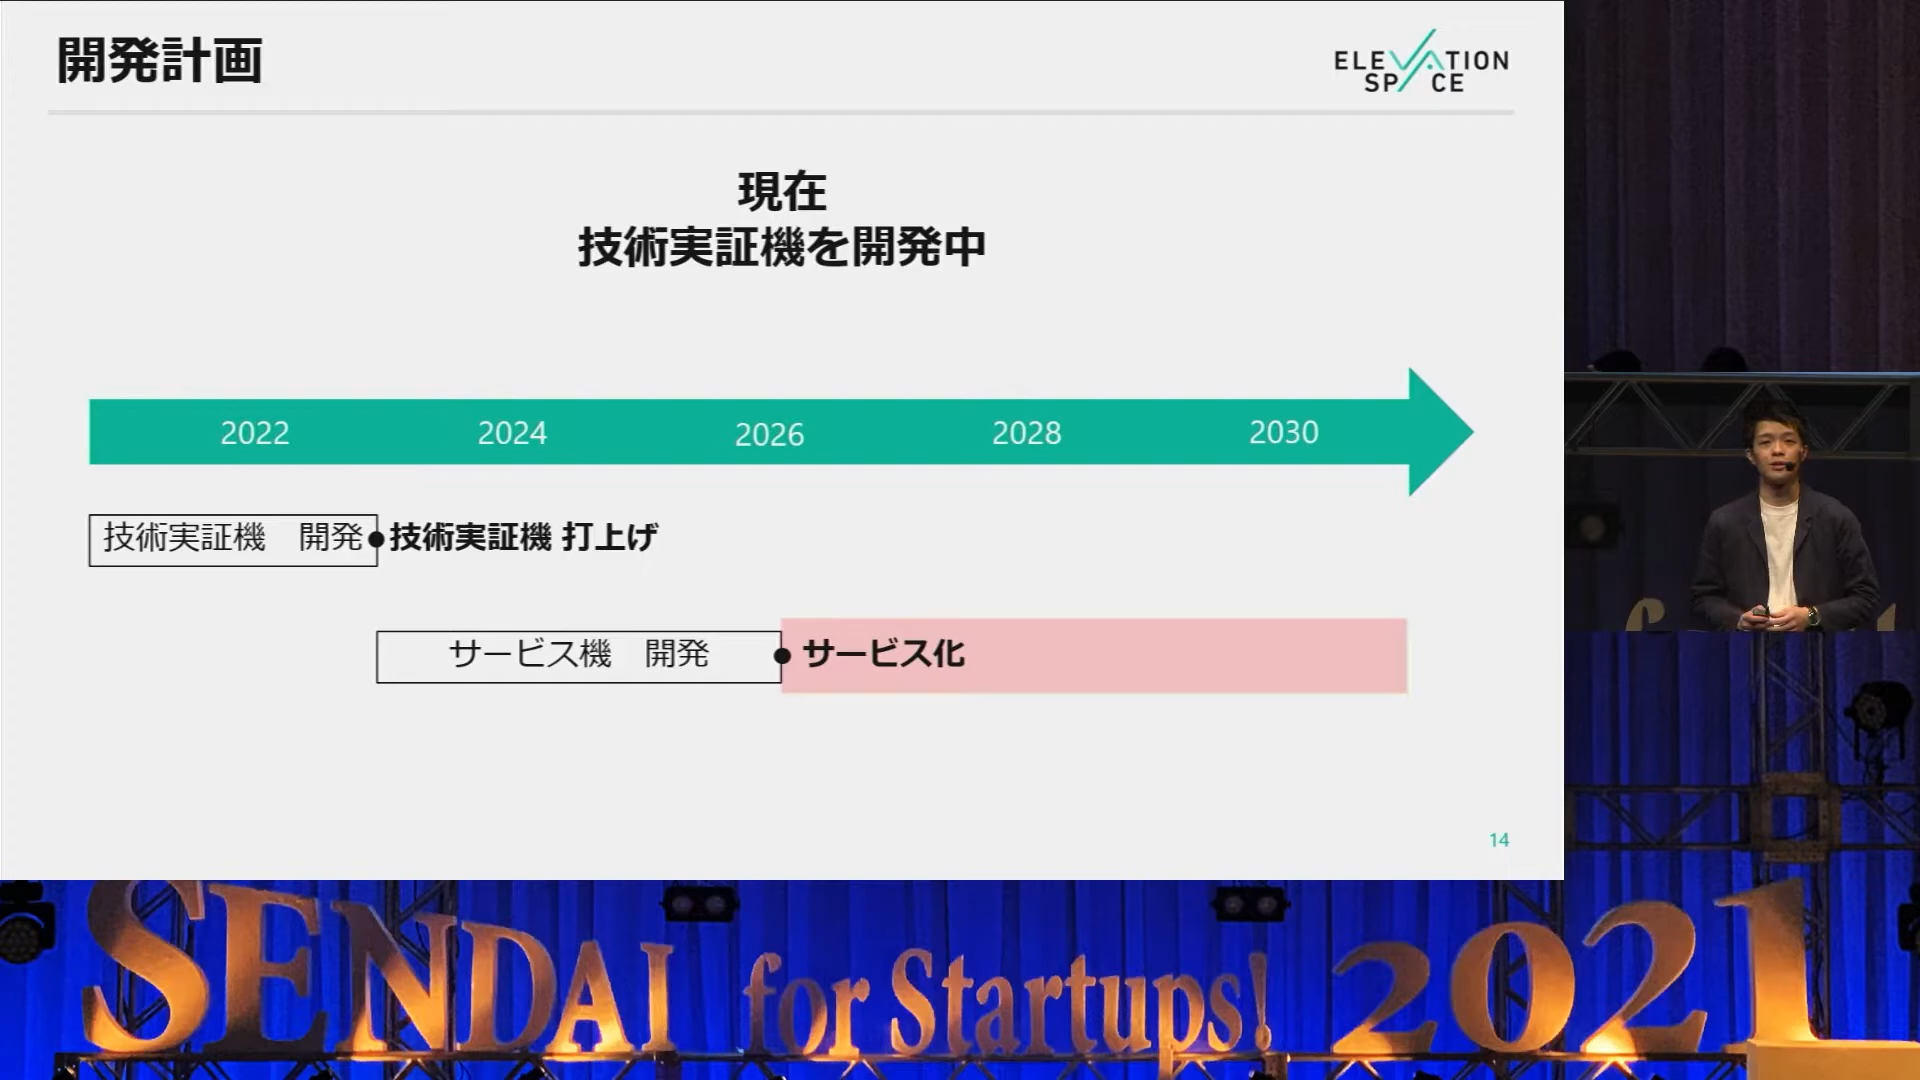 開発計画
ELEVATION
SPACE
現在
技術実証機を開発中
2022 2024 2026 2028 2030
技術実証機　開発 技術実証機 打上げ
サービス機　開発 サービス化
14
SENDAI for Startups! 2021